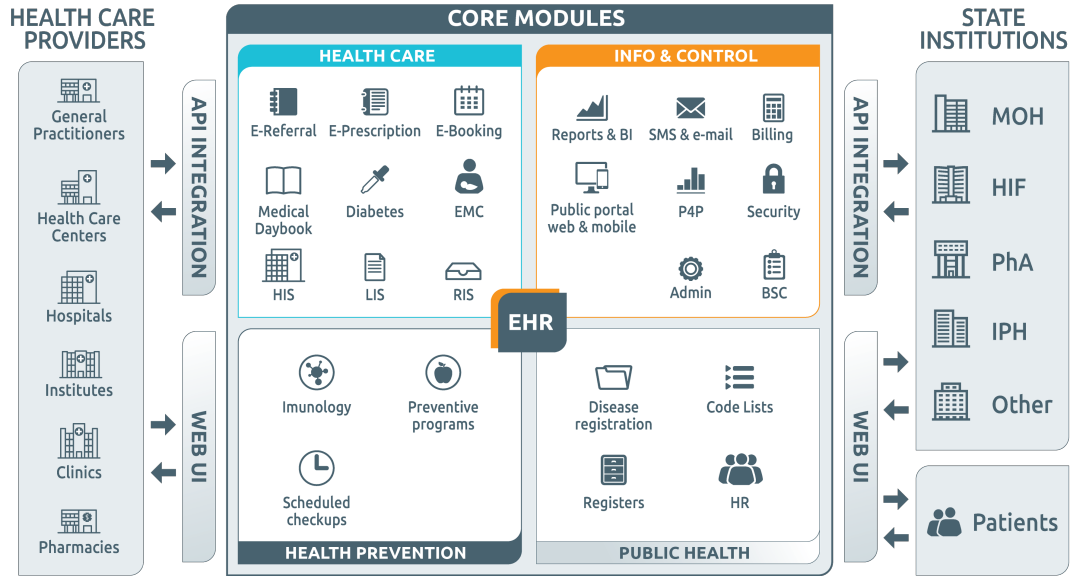 HEALTH CARE
PROVIDERS
General
Practitioners
Health Care
Centers
Hospitals
Institutes
Clinics
Pharmacies
API INTEGRATION
WEB UI
CORE MODULES
HEALTH CARE
E-Referral
E-Prescription
E-Booking
Medical
Daybook
Diabetes
EMC
HIS
LIS
RIS
INFO & CONTROL
Reports & BI
SMS & e-mail
Billing
Public portal
web & mobile
P4P
Security
Admin
BSC
EHR
Imunology
Preventive
programs
Scheduled
checkups
HEALTH PREVENTION
Disease
registration
Code Lists
Registers
HR
PUBLIC HEALTH
API INTEGRATION
WEB UI
STATE
INSTITUTIONS
MOH
HIF
PhA
IPH
Other
Patients